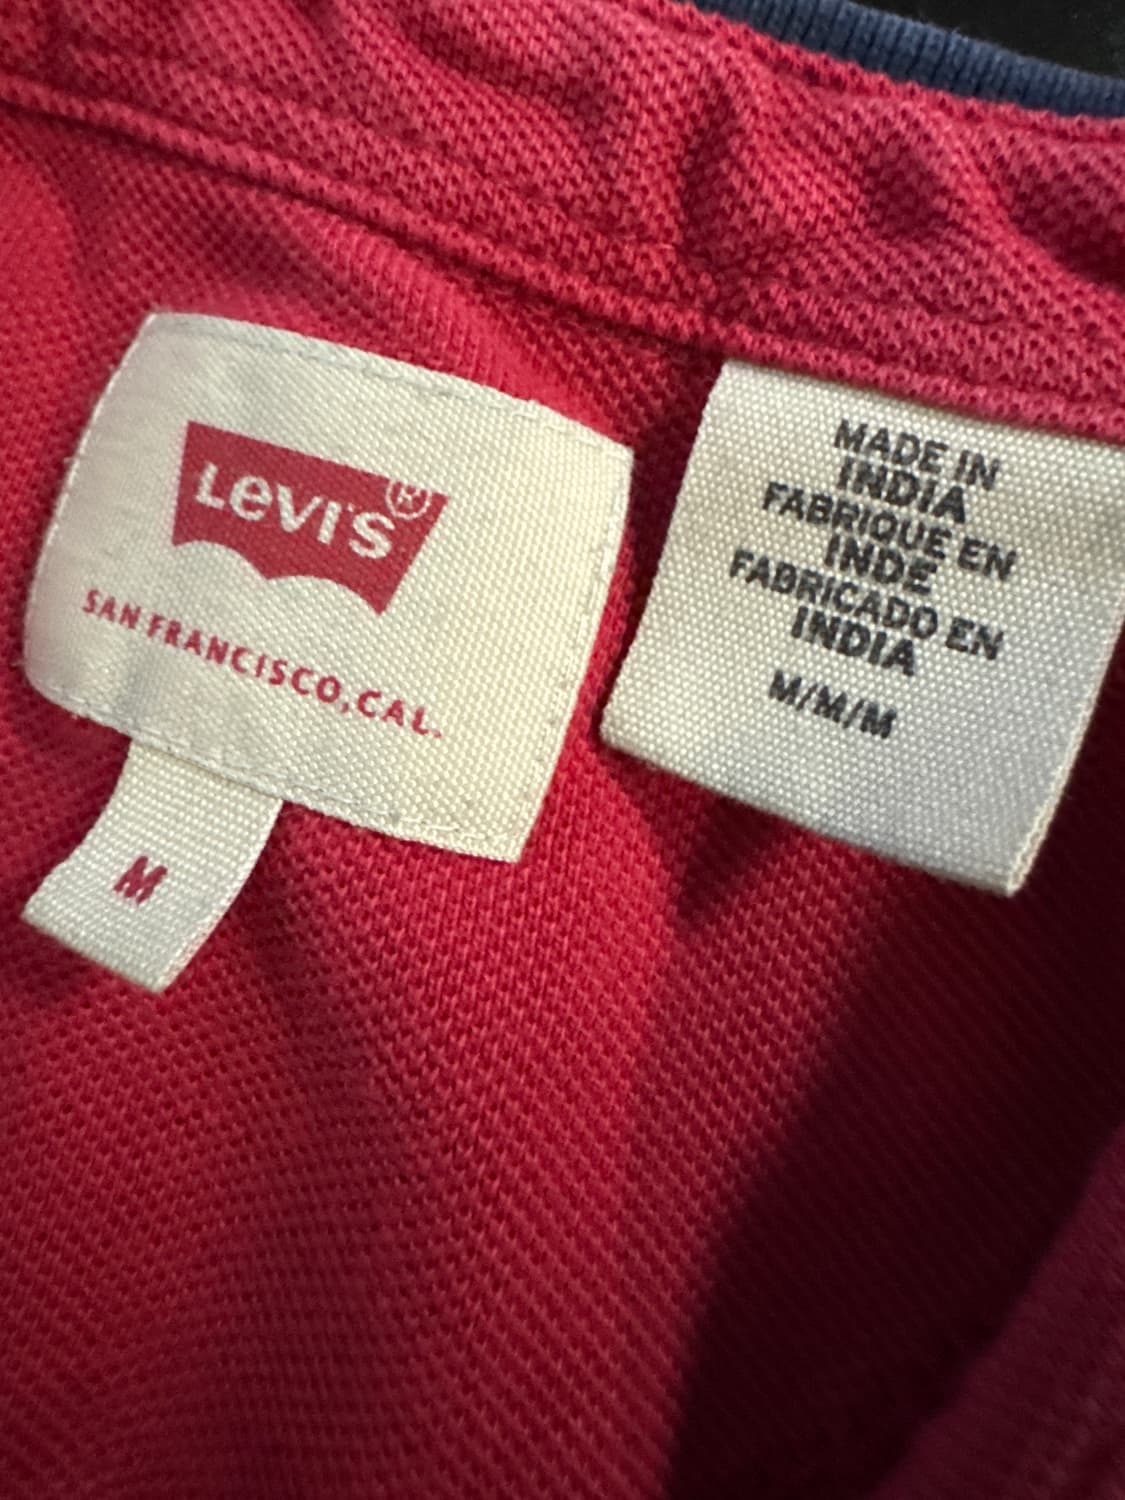 LEVI'S®
SAN FRANCISCO, CAL.
M
MADE IN
INDIA
FABRIQUE EN
INDE
FABRICADO EN
INDIA
M/M/M